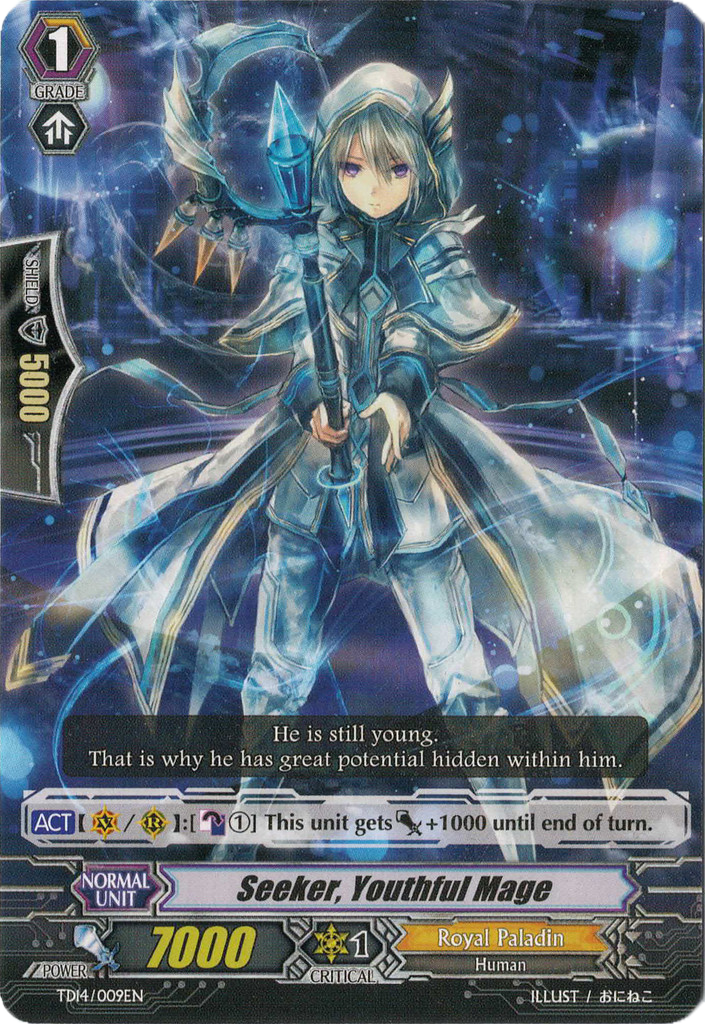 1
GRADE
SHIELD
5000
He is still young.
That is why he has great potential hidden within him.
ACT【V/R】:[①] This unit gets +1000 until end of turn.
NORMAL
UNIT
Seeker, Youthful Mage
POWER
7000
1
CRITICAL
Royal Paladin
Human
TD14/009EN
ILLUST / おにねこ